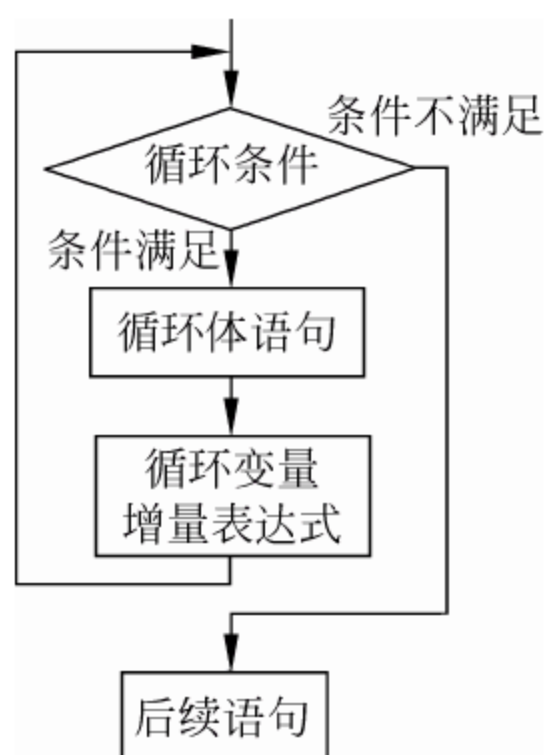 条件不满足
循环条件
条件满足
循环体语句
循环变量
增量表达式
后续语句